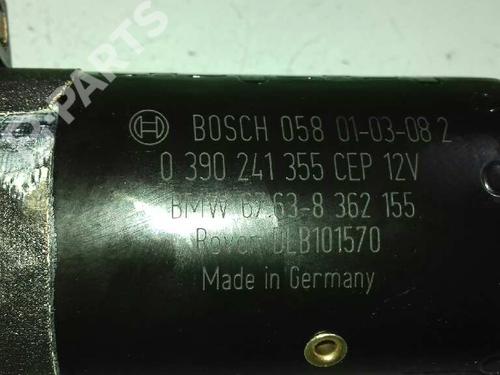 BOSCH 058 01-03-08 2
0 390 241 355 CEP 12V
BMW 67.63-8 362 155
Rover DLB101570
Made in Germany